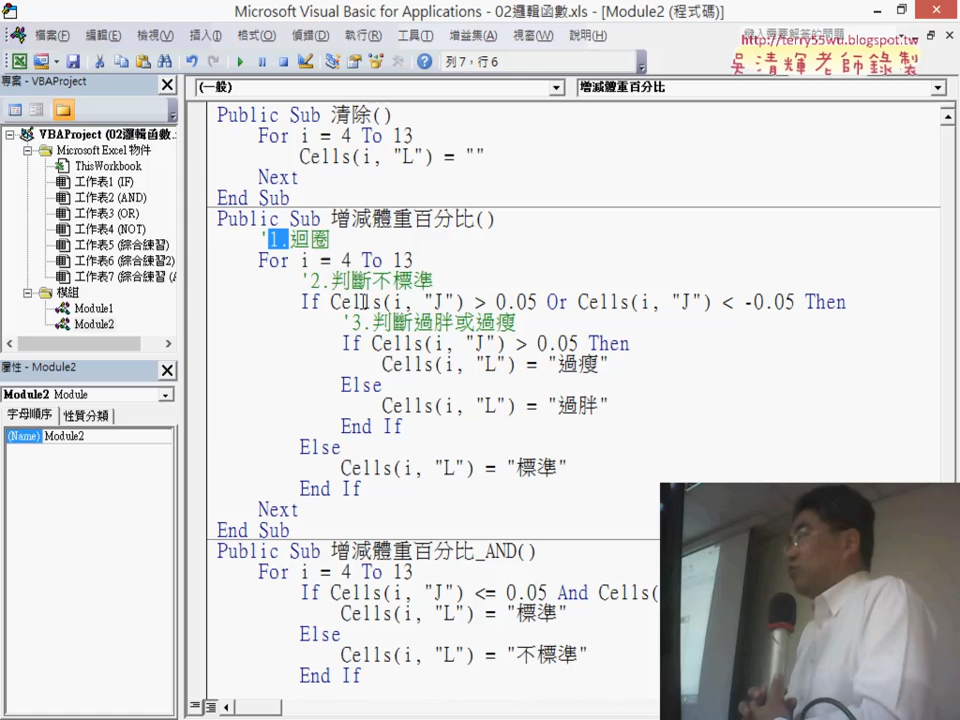 Microsoft Visual Basic for Applications - 02邏輯函數.xls - [Module2 (程式碼)]
檔案(F) 編輯(E) 檢視(V) 插入(I) 格式(O) 偵錯(D) 執行(R) 工具(T) 增益集(A) 視窗(W) 說明(H)
http://terry55wu.blogspot.tw
吳清輝老師錄製
列 7，行 6
專案 - VBAProject
(一般)
增減體重百分比
VBAProject (02邏輯函數.
Microsoft Excel 物件
ThisWorkbook
工作表1 (IF)
工作表2 (AND)
工作表3 (OR)
工作表4 (NOT)
工作表5 (綜合練習)
工作表6 (綜合練習2)
工作表7 (綜合練習 (A
模組
Module1
Module2
屬性 - Module2
Module2 Module
字母順序 性質分類
(Name) Module2
Public Sub 清除()
For i = 4 To 13
Cells(i, "L") = ""
Next
End Sub
Public Sub 增減體重百分比()
'1.迴圈
For i = 4 To 13
'2.判斷不標準
If Cells(i, "J") > 0.05 Or Cells(i, "J") < -0.05 Then
'3.判斷過胖或過瘦
If Cells(i, "J") > 0.05 Then
Cells(i, "L") = "過瘦"
Else
Cells(i, "L") = "過胖"
End If
Else
Cells(i, "L") = "標準"
End If
Next
End Sub
Public Sub 增減體重百分比_AND()
For i = 4 To 13
If Cells(i, "J") <= 0.05 And Cells(
Cells(i, "L") = "標準"
Else
Cells(i, "L") = "不標準"
End If